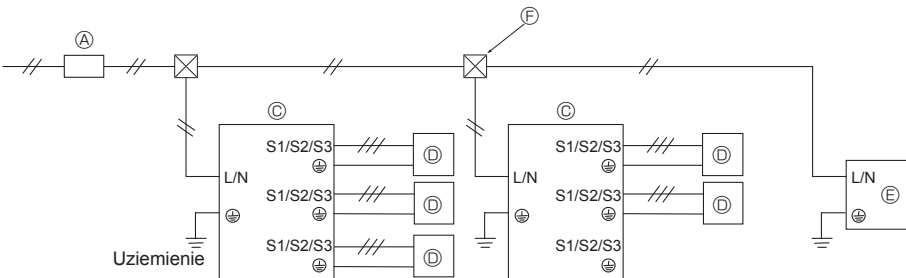 Ⓕ
Ⓐ
Ⓒ Ⓒ
S1/S2/S3 Ⓓ S1/S2/S3 Ⓓ
L/N L/N L/N
S1/S2/S3 Ⓓ S1/S2/S3 Ⓓ Ⓔ
Uziemienie S1/S2/S3 Ⓓ S1/S2/S3